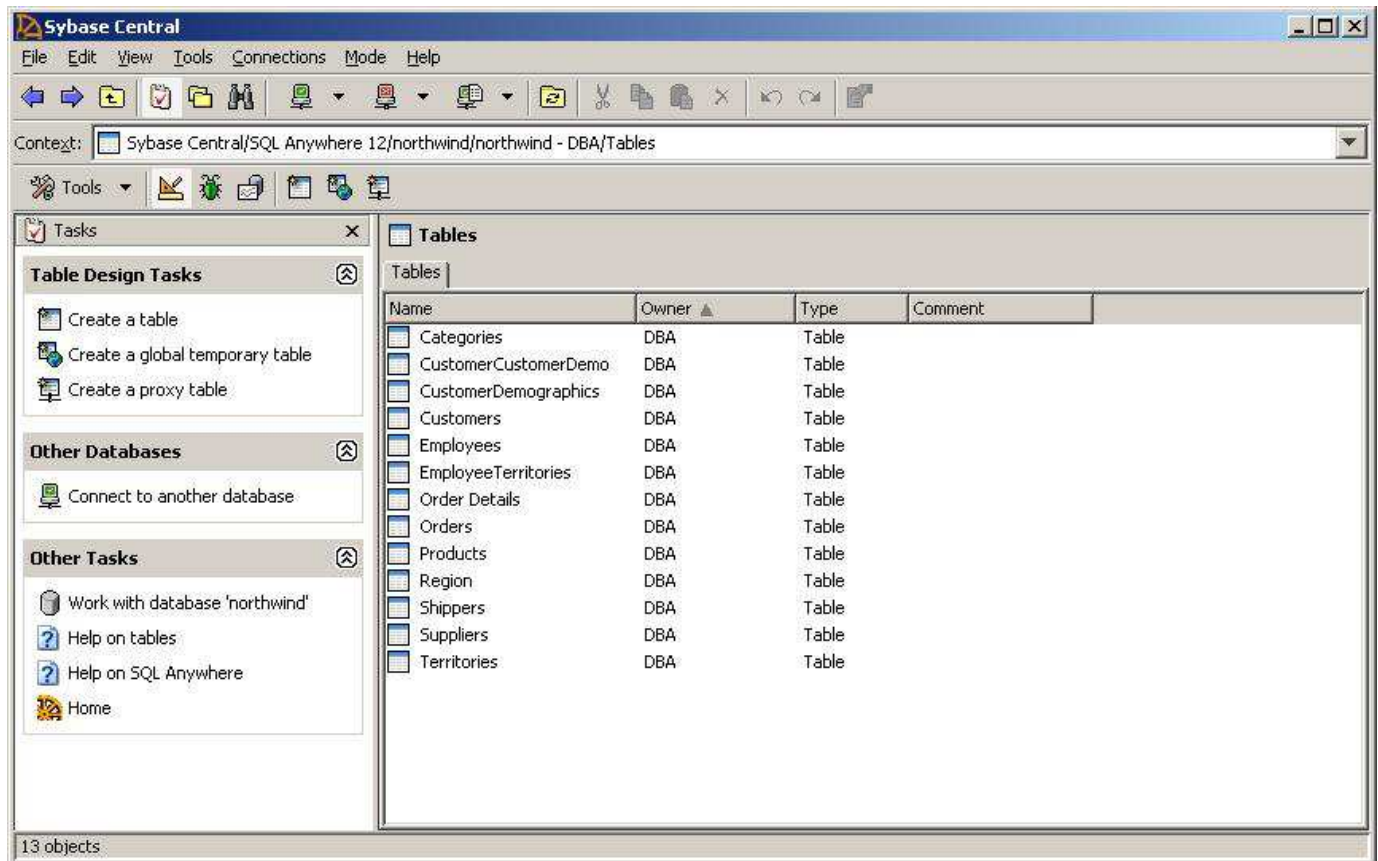 Sybase Central
File Edit View Tools Connections Mode Help
Context: Sybase Central/SQL Anywhere 12/northwind/northwind - DBA/Tables
Tools
Tasks
Table Design Tasks
Create a table
Create a global temporary table
Create a proxy table
Other Databases
Connect to another database
Other Tasks
Work with database 'northwind'
Help on tables
Help on SQL Anywhere
Home
Tables
Tables
Name Owner Type Comment
Categories DBA Table
CustomerCustomerDemo DBA Table
CustomerDemographics DBA Table
Customers DBA Table
Employees DBA Table
EmployeeTerritories DBA Table
Order Details DBA Table
Orders DBA Table
Products DBA Table
Region DBA Table
Shippers DBA Table
Suppliers DBA Table
Territories DBA Table
13 objects